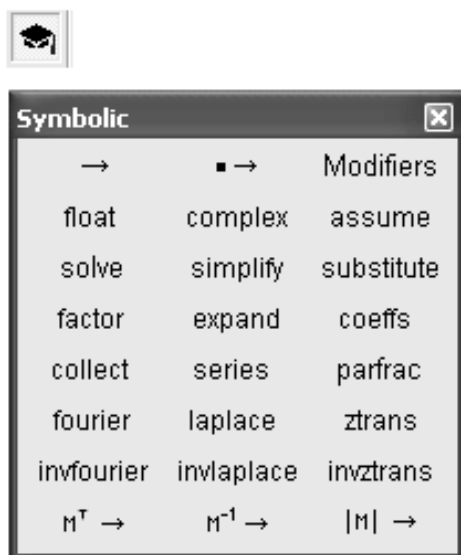 Symbolic
→ ▪ → Modifiers
float complex assume
solve simplify substitute
factor expand coeffs
collect series parfrac
fourier laplace ztrans
invfourier invlaplace invztrans
Mᵀ → M⁻¹ → |M| →